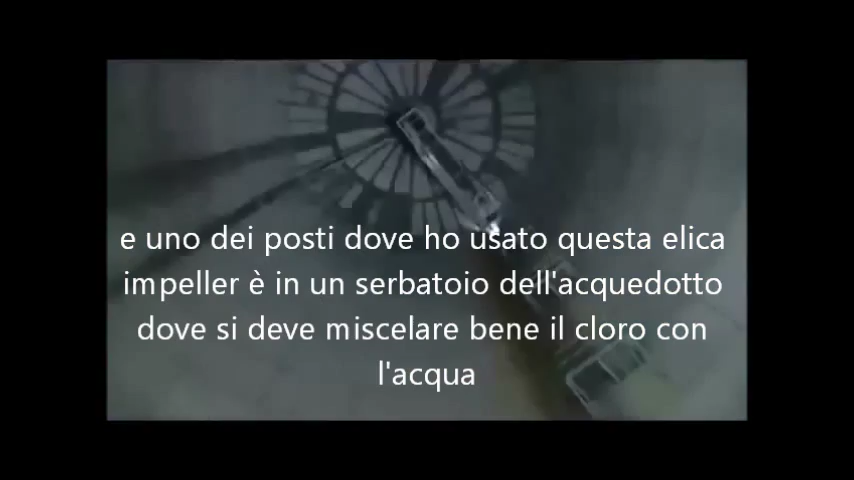 e uno dei posti dove ho usato questa elica
impeller è in un serbatoio dell'acquedotto
dove si deve miscelare bene il cloro con
l'acqua